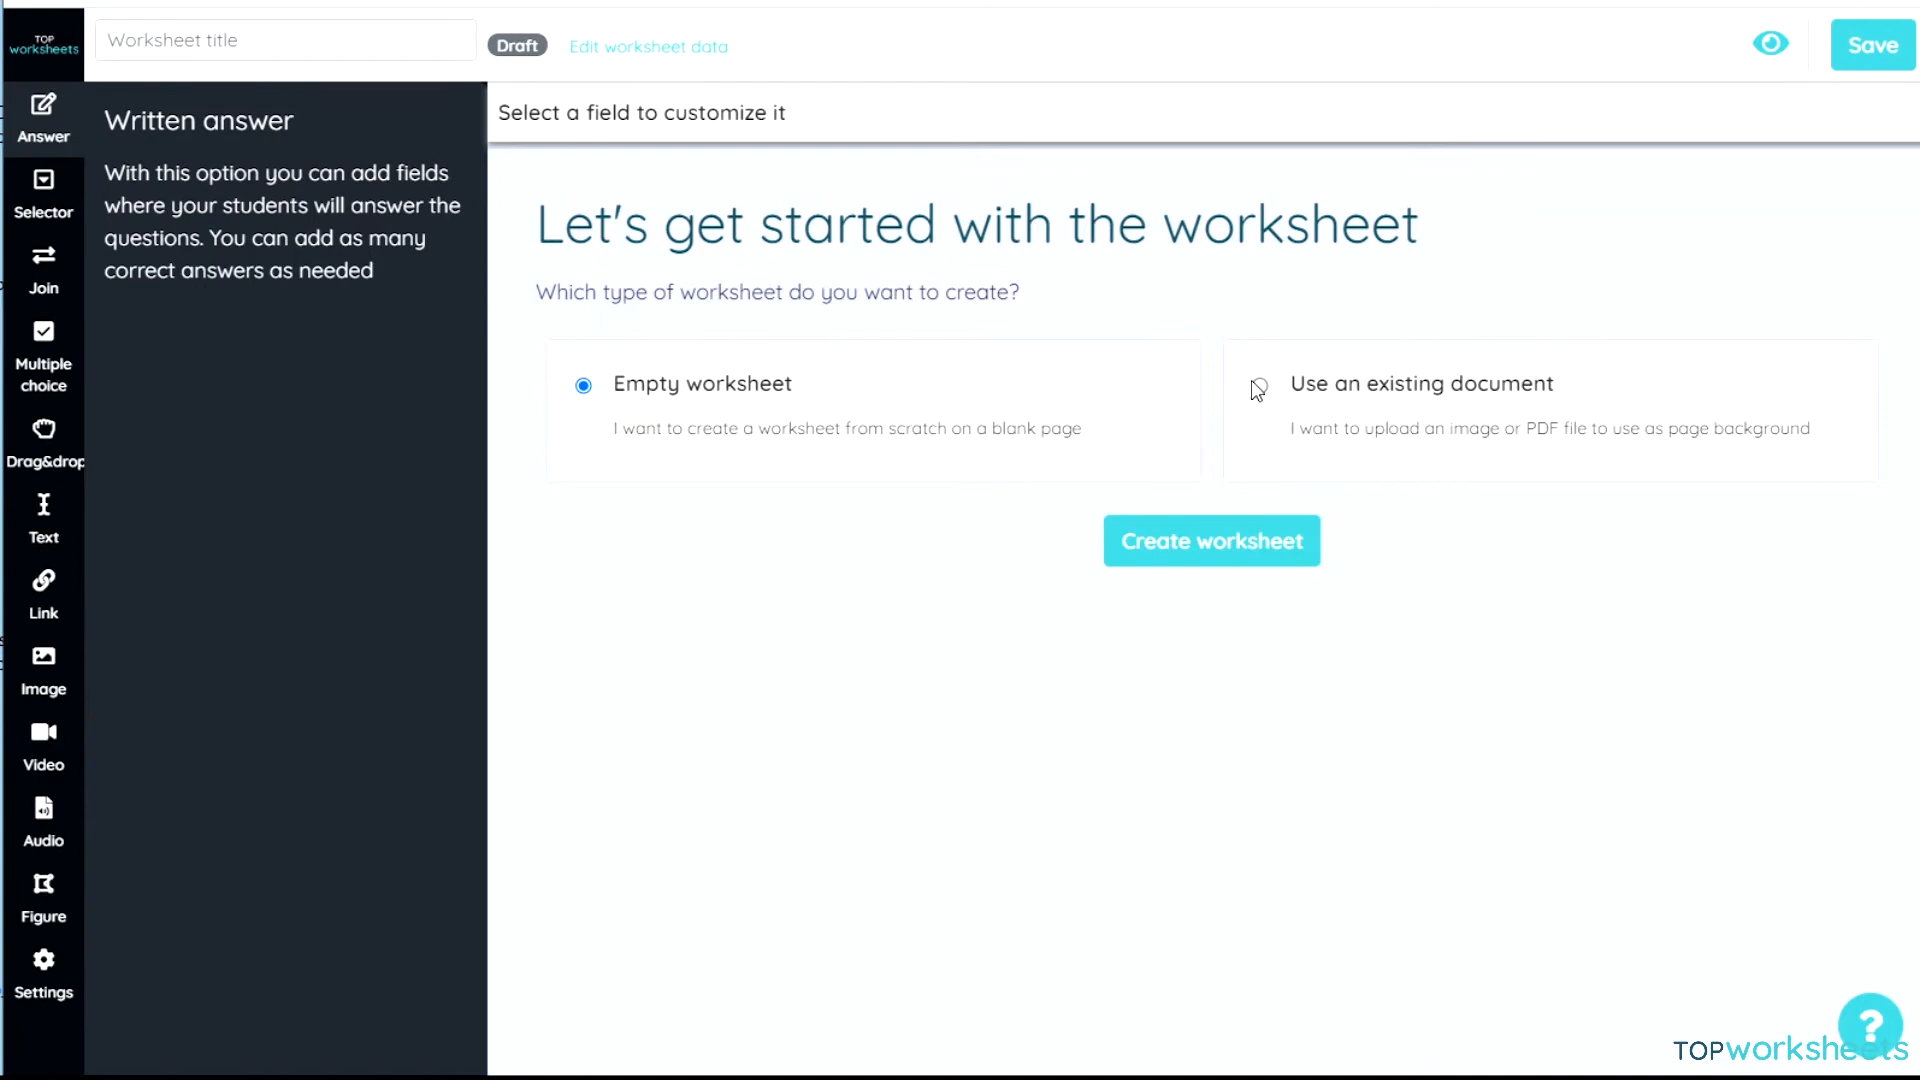 TOP
worksheets
Worksheet title
Draft
Edit worksheet data
Save
Answer
Selector
Join
Multiple
choice
Drag&drop
Text
Link
Image
Video
Audio
Figure
Settings
Written answer
With this option you can add fields
where your students will answer the
questions. You can add as many
correct answers as needed
Select a field to customize it
Let's get started with the worksheet
Which type of worksheet do you want to create?
Empty worksheet
I want to create a worksheet from scratch on a blank page
Use an existing document
I want to upload an image or PDF file to use as page background
Create worksheet
?
TOPworksheets